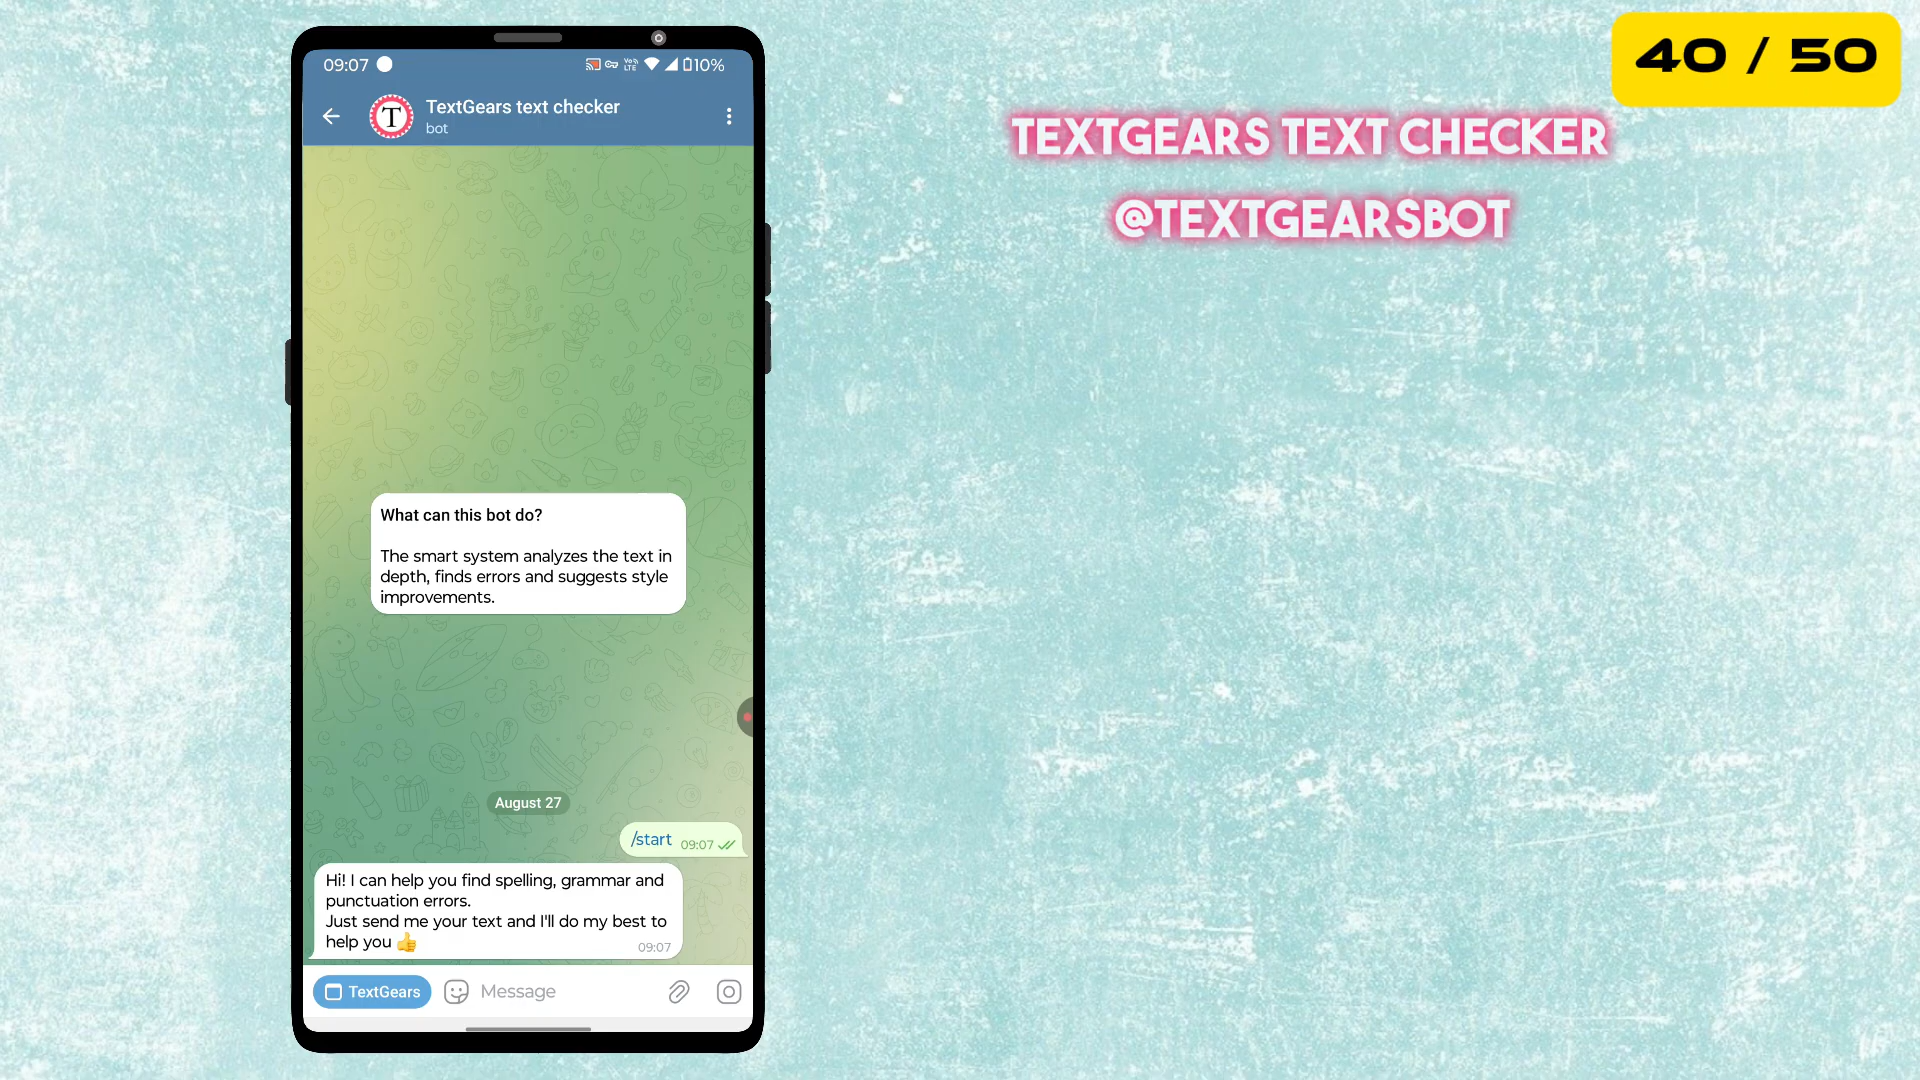 40 / 50
TEXTGEARS TEXT CHECKER
@TEXTGEARSBOT
09:07
Vo))
LTE
10%
T
TextGears text checker
bot
What can this bot do?
The smart system analyzes the text in
depth, finds errors and suggests style
improvements.
August 27
/start 09:07
Hi! I can help you find spelling, grammar and
punctuation errors.
Just send me your text and I'll do my best to
help you 👍
09:07
TextGears
Message